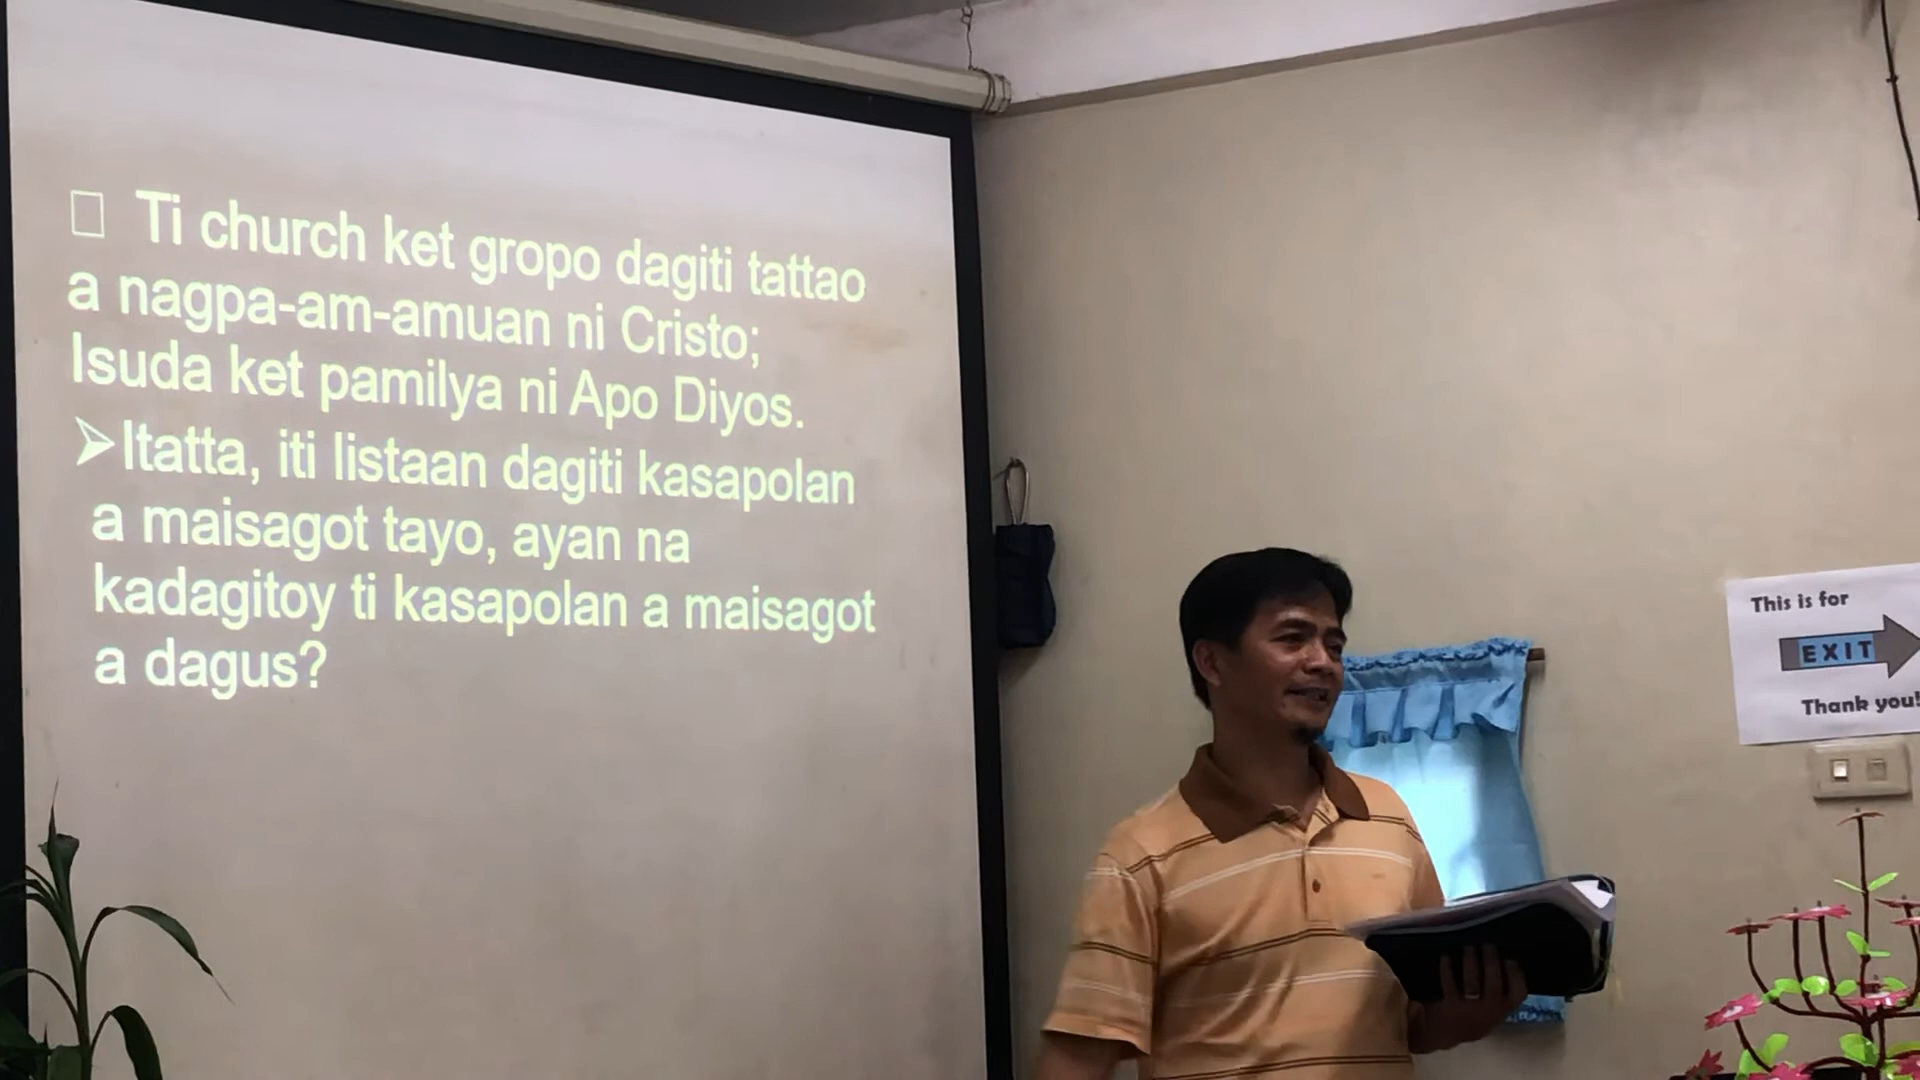 Ti church ket gropo dagiti tattao
a nagpa-am-amuan ni Cristo;
Isuda ket pamilya ni Apo Diyos.
Itatta, iti listaan dagiti kasapolan
a maisagot tayo, ayan na
kadagitoy ti kasapolan a maisagot
a dagus?
This is for
EXIT
Thank you!